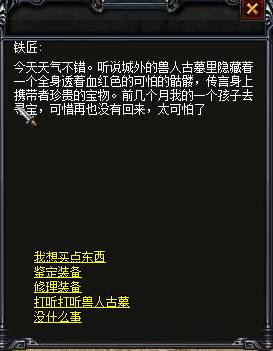 铁匠:
今天天气不错。听说城外的兽人古墓里隐藏着
一个全身透着血红色的可怕的骷髅，传言身上
携带者珍贵的宝物。前几个月我的一个孩子去
寻宝，可惜再也没有回来，太可怕了
我想买点东西
鉴定装备
修理装备
打听打听兽人古墓
没什么事